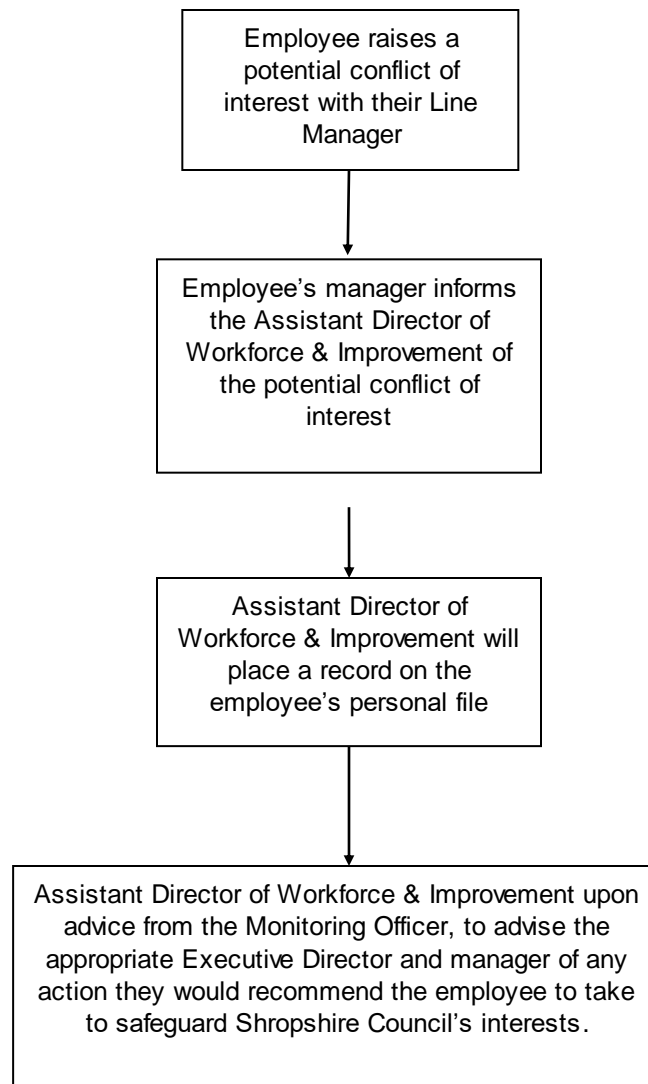 Employee raises a
potential conflict of
interest with their Line
Manager
Employee’s manager informs
the Assistant Director of
Workforce & Improvement of
the potential conflict of
interest
Assistant Director of
Workforce & Improvement will
place a record on the
employee’s personal file
Assistant Director of Workforce & Improvement upon
advice from the Monitoring Officer, to advise the
appropriate Executive Director and manager of any
action they would recommend the employee to take
to safeguard Shropshire Council’s interests.